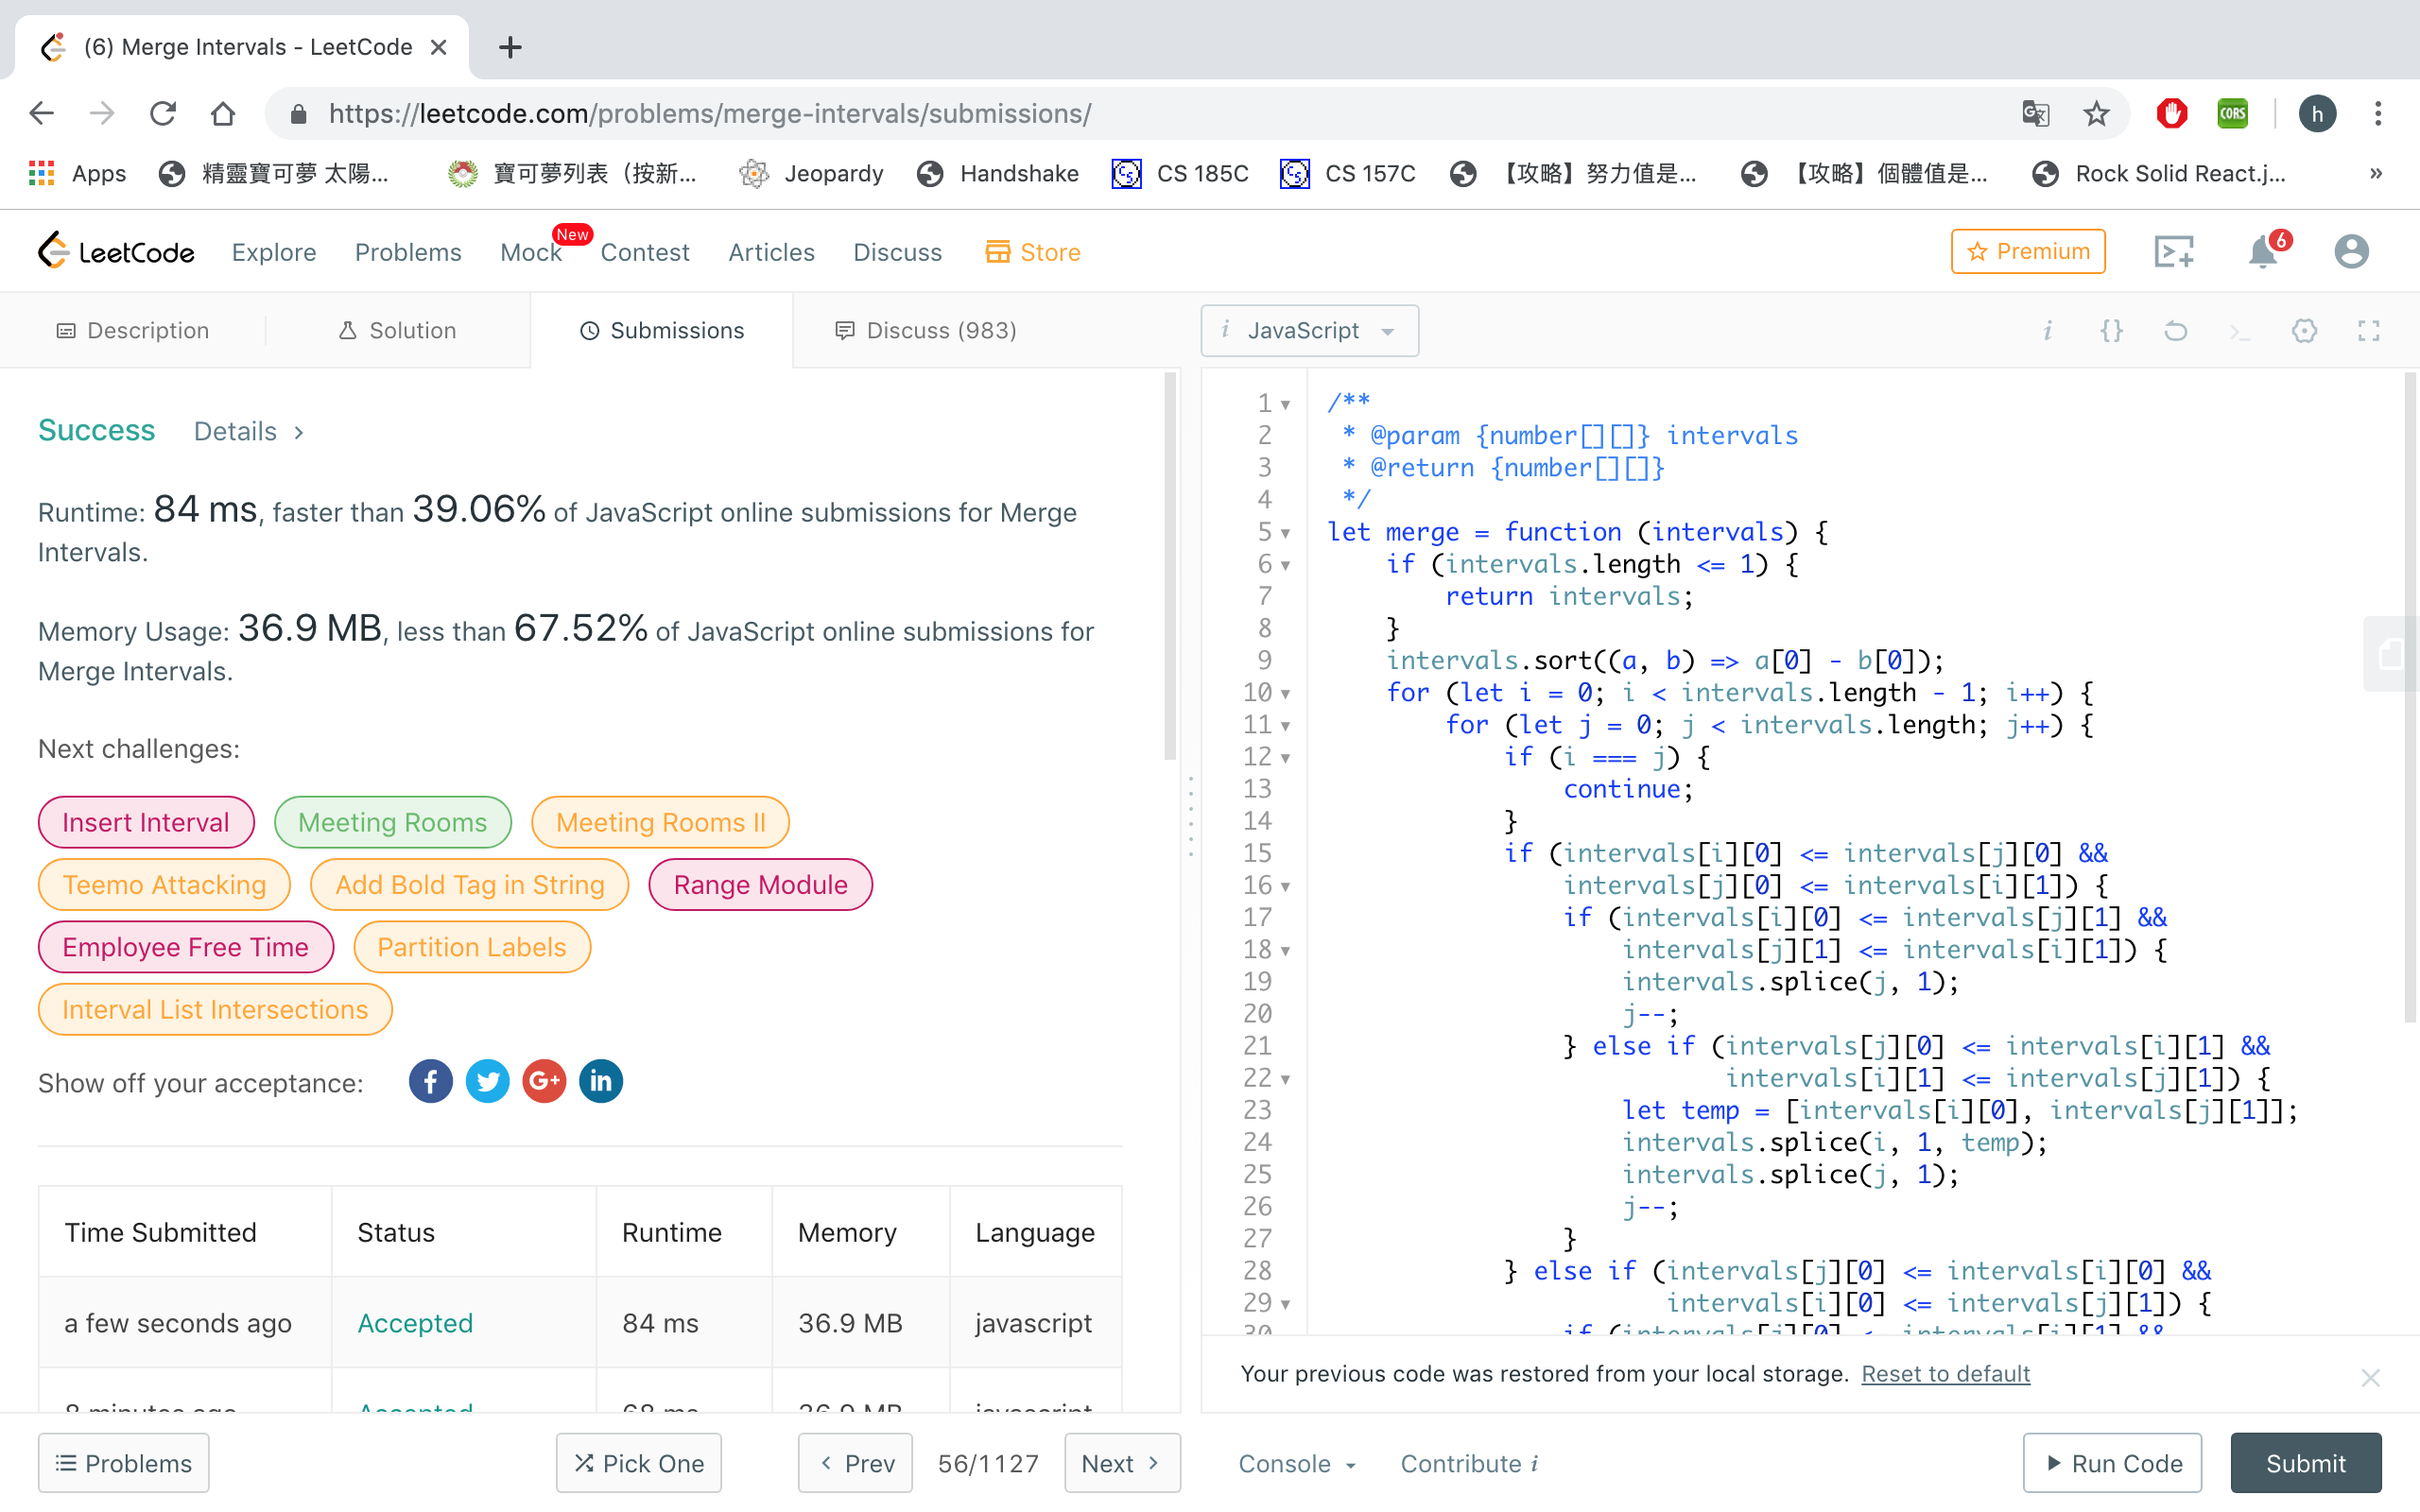 (6) Merge Intervals - LeetCode
https://leetcode.com/problems/merge-intervals/submissions/
CORS
h
Apps
精靈寶可夢 太陽...
寶可夢列表（按新...
Jeopardy
Handshake
CS 185C
CS 157C
【攻略】努力值是...
【攻略】個體值是...
Rock Solid React.j...
»
LeetCode
Explore
Problems
Mock
New
Contest
Articles
Discuss
Store
Premium
6
Description
Solution
Submissions
Discuss (983)
i JavaScript
i {}
Success
Details
Runtime: 84 ms, faster than 39.06% of JavaScript online submissions for Merge
Intervals.
Memory Usage: 36.9 MB, less than 67.52% of JavaScript online submissions for
Merge Intervals.
Next challenges:
Insert Interval
Meeting Rooms
Meeting Rooms II
Teemo Attacking
Add Bold Tag in String
Range Module
Employee Free Time
Partition Labels
Interval List Intersections
Show off your acceptance:
f
G+
in
Time Submitted
Status
Runtime
Memory
Language
a few seconds ago
Accepted
84 ms
36.9 MB
javascript
1 /**
2  * @param {number[][]} intervals
3  * @return {number[][]}
4  */
5 let merge = function (intervals) {
6     if (intervals.length <= 1) {
7         return intervals;
8     }
9     intervals.sort((a, b) => a[0] - b[0]);
10     for (let i = 0; i < intervals.length - 1; i++) {
11         for (let j = 0; j < intervals.length; j++) {
12             if (i === j) {
13                 continue;
14             }
15             if (intervals[i][0] <= intervals[j][0] &&
16                 intervals[j][0] <= intervals[i][1]) {
17                 if (intervals[i][0] <= intervals[j][1] &&
18                     intervals[j][1] <= intervals[i][1]) {
19                     intervals.splice(j, 1);
20                     j--;
21                 } else if (intervals[j][0] <= intervals[i][1] &&
22                            intervals[i][1] <= intervals[j][1]) {
23                     let temp = [intervals[i][0], intervals[j][1]];
24                     intervals.splice(i, 1, temp);
25                     intervals.splice(j, 1);
26                     j--;
27                 }
28             } else if (intervals[j][0] <= intervals[i][0] &&
29                        intervals[i][0] <= intervals[j][1]) {
Your previous code was restored from your local storage. Reset to default
Problems
Pick One
Prev
56/1127
Next
Console
Contribute i
Run Code
Submit